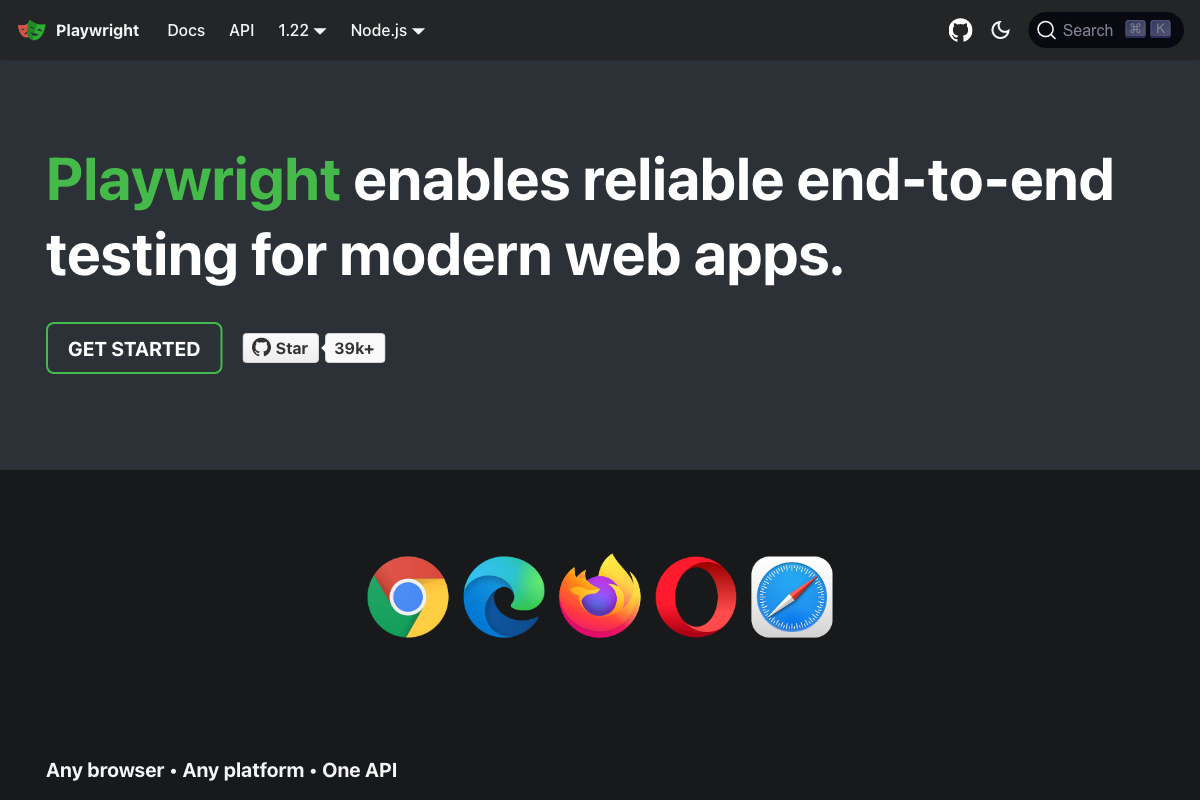 Playwright Docs API 1.22 Node.js Search ⌘ K
Playwright enables reliable end-to-end
testing for modern web apps.
GET STARTED Star 39k+
Any browser • Any platform • One API